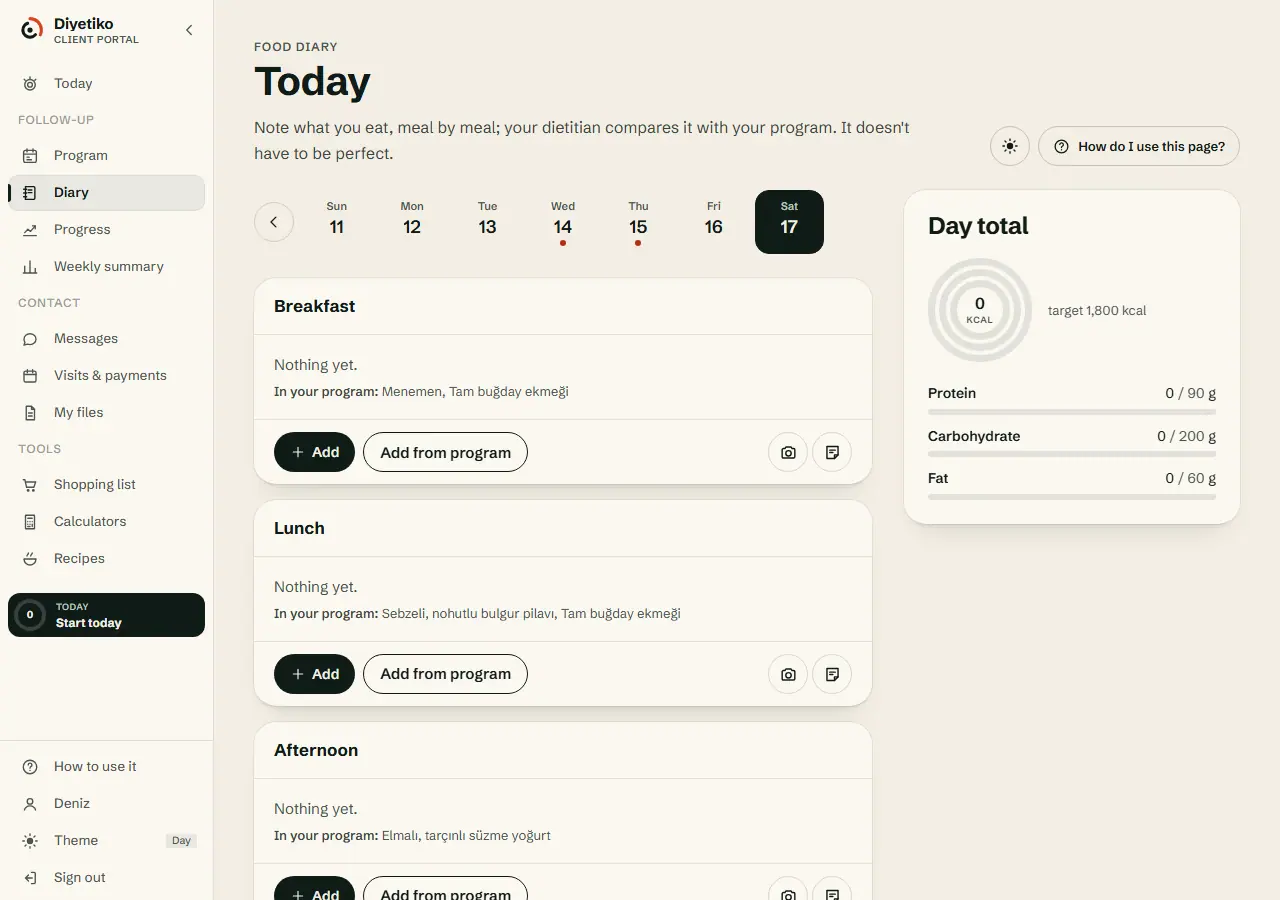 Diyetiko
CLIENT PORTAL
Today
FOLLOW-UP
Program
Diary
Progress
Weekly summary
CONTACT
Messages
Visits & payments
My files
TOOLS
Shopping list
Calculators
Recipes
0
TODAY
Start today
How to use it
Deniz
Theme
Day
Sign out
FOOD DIARY
Today
Note what you eat, meal by meal; your dietitian compares it with your program. It doesn't
have to be perfect.
How do I use this page?
Sun Mon Tue Wed Thu Fri Sat
11 12 13 14 15 16 17
Breakfast
Nothing yet.
In your program: Menemen, Tam buğday ekmeği
Add Add from program
Lunch
Nothing yet.
In your program: Sebzeli, nohutlu bulgur pilavı, Tam buğday ekmeği
Add Add from program
Afternoon
Nothing yet.
In your program: Elmalı, tarçınlı süzme yoğurt
Add Add from program
Day total
0
KCAL
target 1,800 kcal
Protein 0 / 90 g
Carbohydrate 0 / 200 g
Fat 0 / 60 g